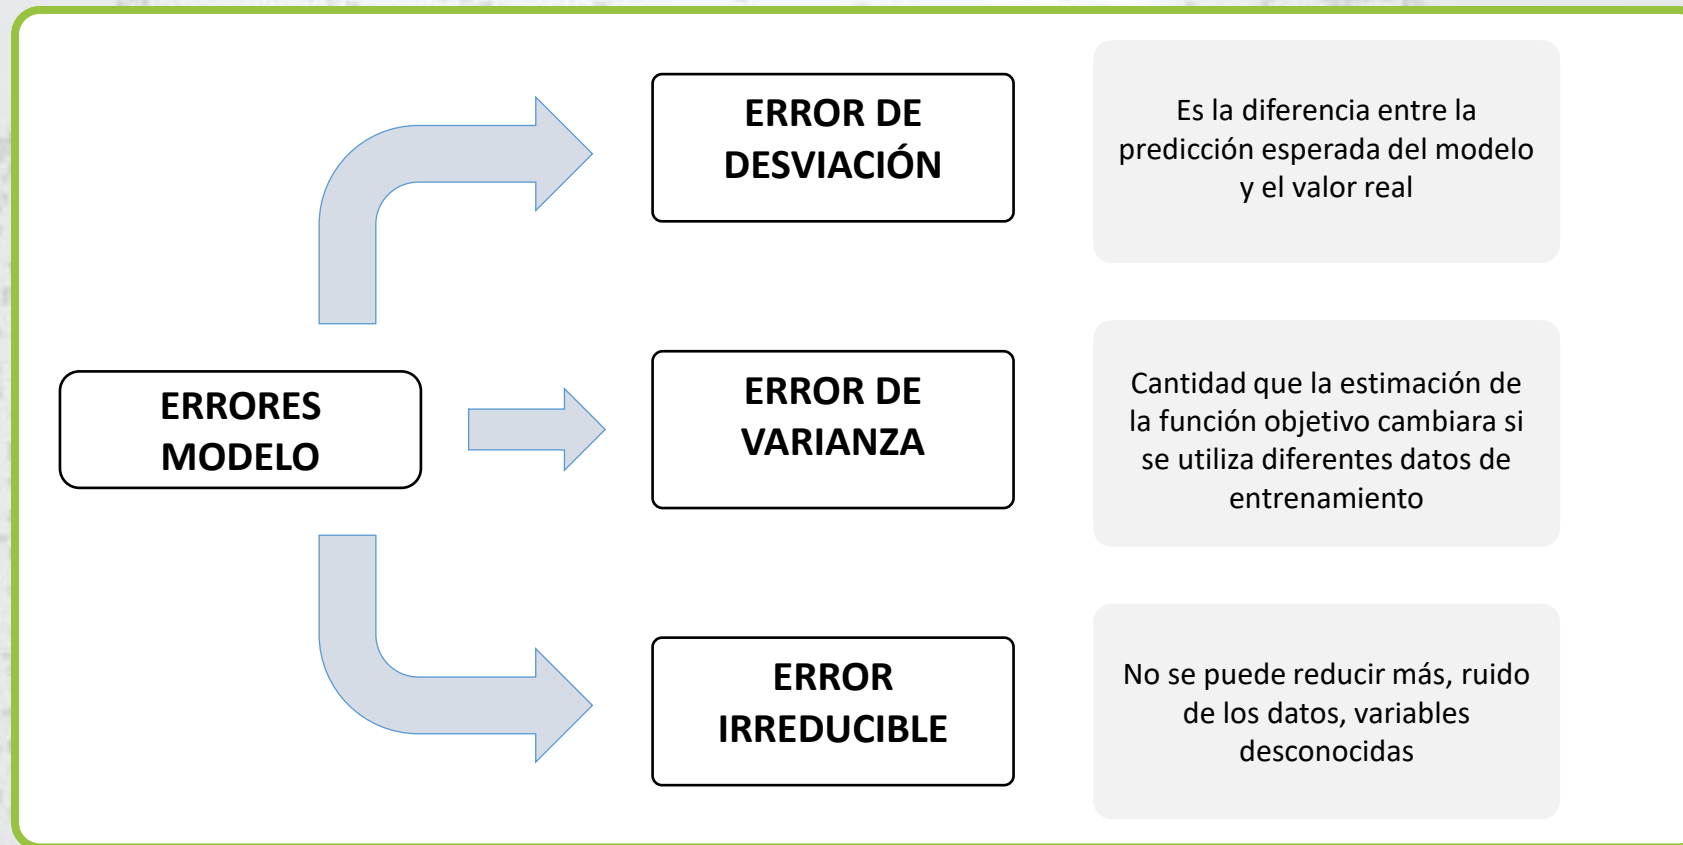 ERRORES
MODELO
ERROR DE
DESVIACIÓN
Es la diferencia entre la
predicción esperada del modelo
y el valor real
ERROR DE
VARIANZA
Cantidad que la estimación de
la función objetivo cambiara si
se utiliza diferentes datos de
entrenamiento
ERROR
IRREDUCIBLE
No se puede reducir más, ruido
de los datos, variables
desconocidas